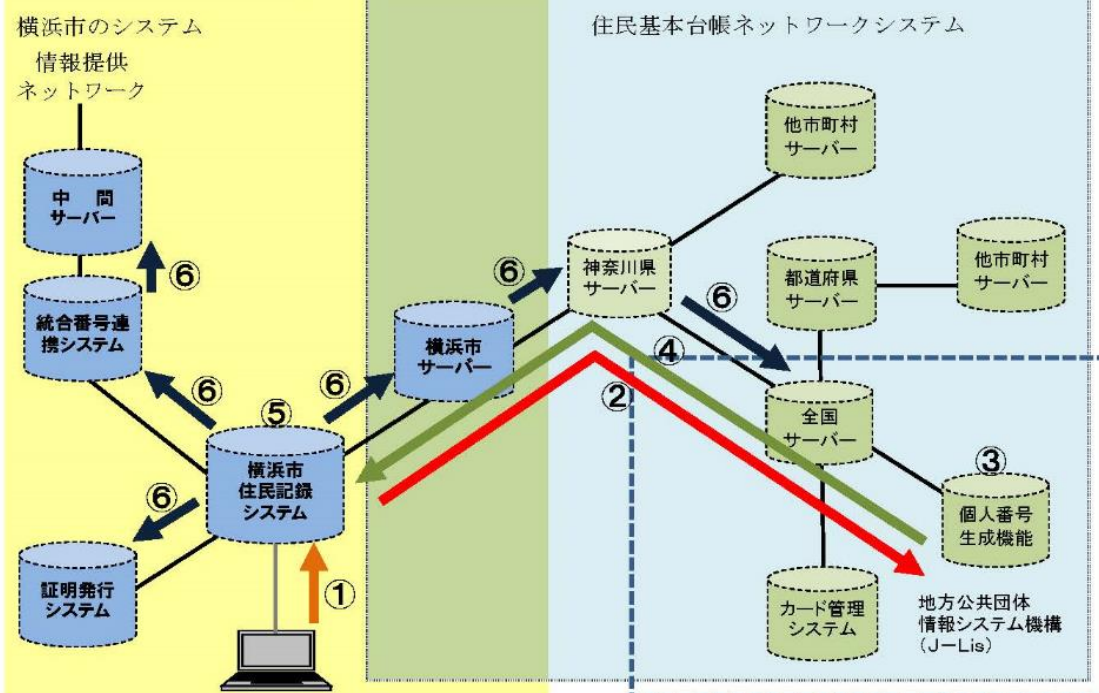 横浜市のシステム
情報提供
ネットワーク
住民基本台帳ネットワークシステム
他市町村
サーバー
中　間
サーバー
⑥
神奈川県
サーバー
⑥
⑥
都道府県
サーバー
他市町村
サーバー
統合番号連
携システム
横浜市
サーバー
④
⑥
⑥
②
⑤
全国
サーバー
③
横浜市
住民記録
システム
⑥
個人番号
生成機能
証明発行
システム
①
カード管理
システム
地方公共団体
情報システム機構
（J－Lis）